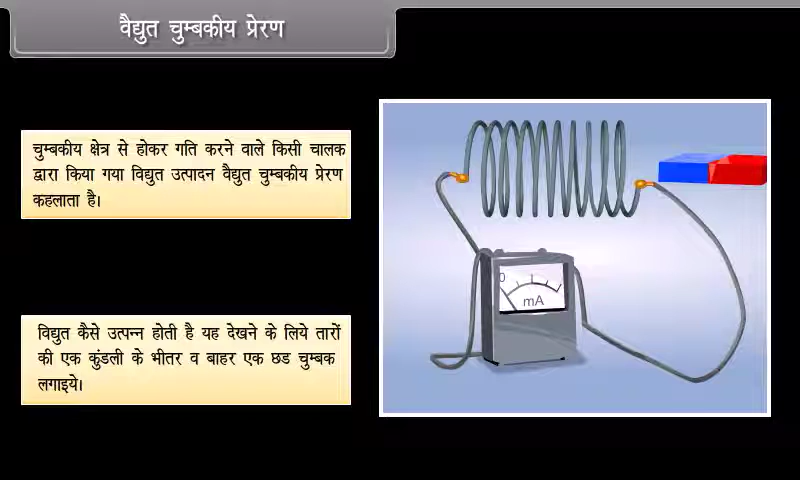 वैद्युत चुम्बकीय प्रेरण
चुम्बकीय क्षेत्र से होकर गति करने वाले किसी चालक
द्वारा किया गया विद्युत उत्पादन वैद्युत चुम्बकीय प्रेरण
कहलाता है।
विद्युत कैसे उत्पन्न होती है यह देखने के लिये तारों
की एक कुंडली के भीतर व बाहर एक छड चुम्बक
लगाइये।
0
mA